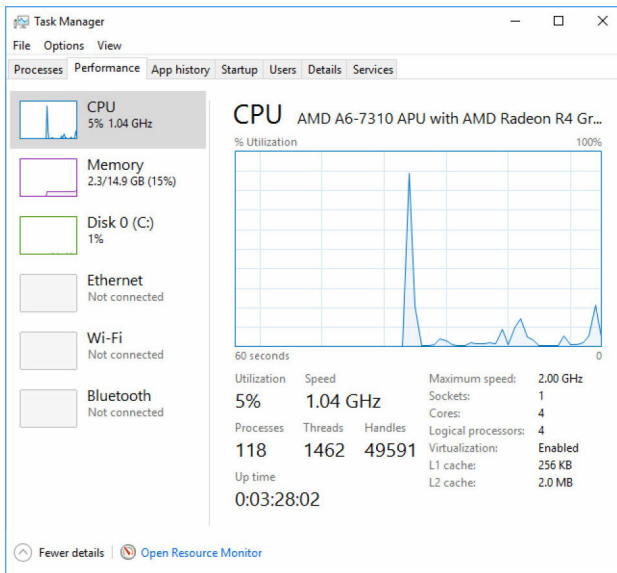 Task Manager
File Options View
Processes Performance App history Startup Users Details Services
CPU
5% 1.04 GHz
Memory
2.3/14.9 GB (15%)
Disk 0 (C:)
1%
Ethernet
Not connected
Wi-Fi
Not connected
Bluetooth
Not connected
CPU AMD A6-7310 APU with AMD Radeon R4 Gr...
% Utilization 100%
60 seconds 0
Utilization Speed
5% 1.04 GHz
Processes Threads Handles
118 1462 49591
Up time
0:03:28:02
Maximum speed: 2.00 GHz
Sockets: 1
Cores: 4
Logical processors: 4
Virtualization: Enabled
L1 cache: 256 KB
L2 cache: 2.0 MB
Fewer details Open Resource Monitor